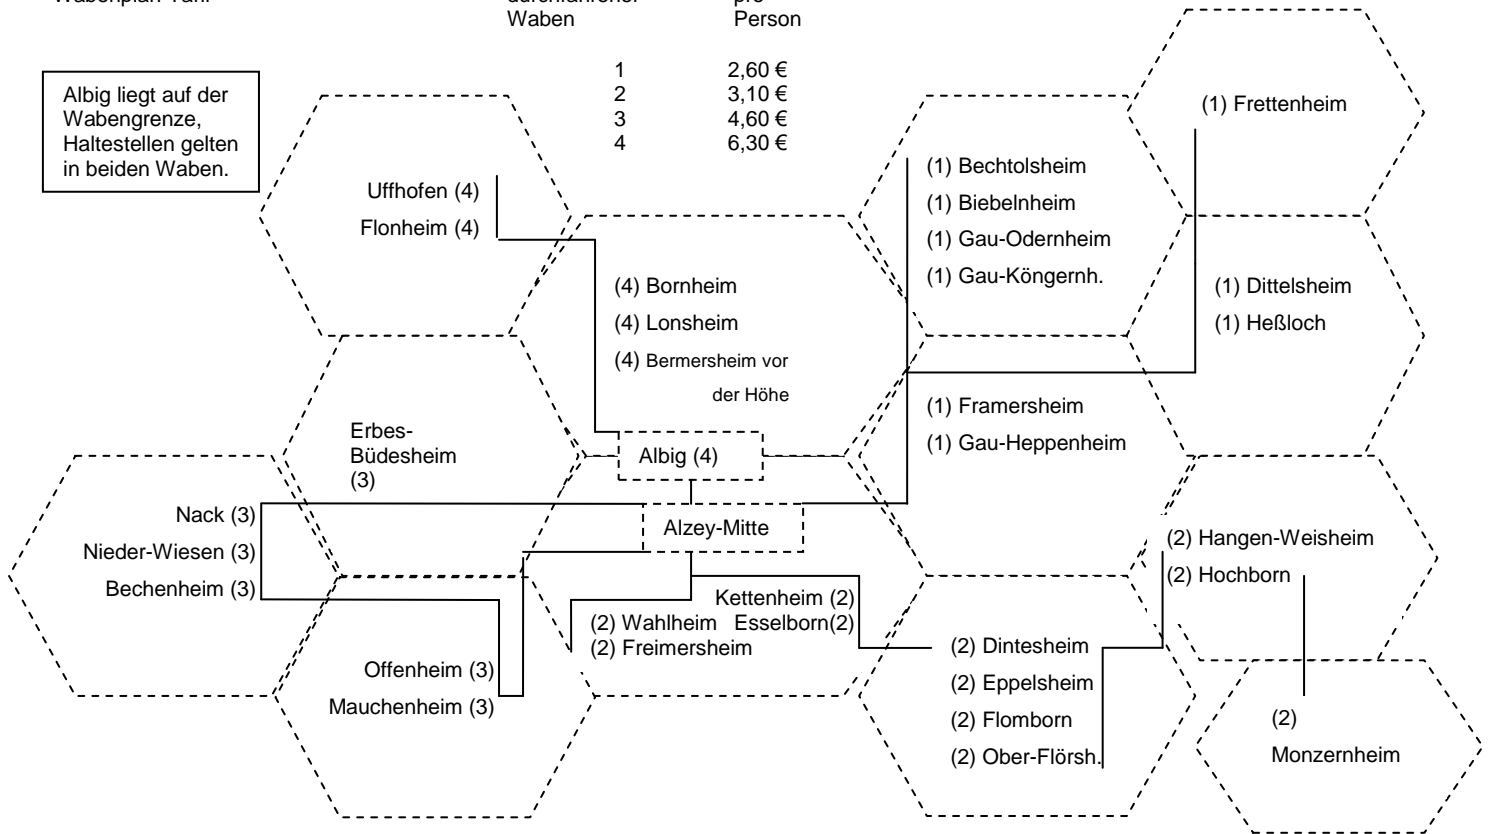 Waben
Person
1 2,60 €
2 3,10 €
3 4,60 €
4 6,30 €
Albig liegt auf der
Wabengrenze,
Haltestellen gelten
in beiden Waben.
(1) Frettenheim
Uffhofen (4)
Flonheim (4)
(1) Bechtolsheim
(1) Biebelnheim
(1) Gau-Odernheim
(1) Gau-Köngernh.
(4) Bornheim
(4) Lonsheim
(4) Bermersheim vor
der Höhe
(1) Dittelsheim
(1) Heßloch
(1) Framersheim
(1) Gau-Heppenheim
Erbes-
Büdesheim
(3)
Albig (4)
Alzey-Mitte
Nack (3)
Nieder-Wiesen (3)
Bechenheim (3)
(2) Hangen-Weisheim
(2) Hochborn
Kettenheim (2)
(2) Wahlheim Esselborn(2)
(2) Freimersheim
Offenheim (3)
Mauchenheim (3)
(2) Dintesheim
(2) Eppelsheim
(2) Flomborn
(2) Ober-Flörsh.
(2)
Monzernheim